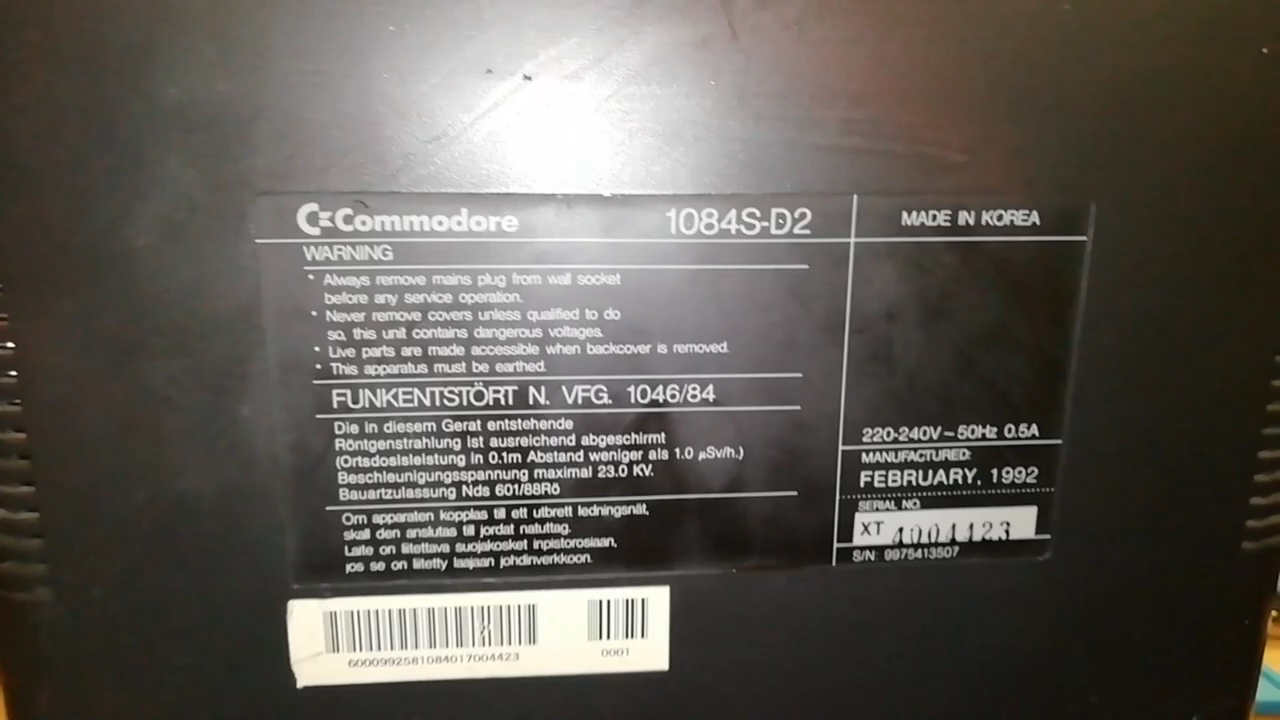 Commodore 1084S-D2
MADE IN KOREA
WARNING
* Always remove mains plug from wall socket
before any service operation.
* Never remove covers unless qualified to do
so, this unit contains dangerous voltages.
* Live parts are made accessible when backcover is removed.
* This apparatus must be earthed.
FUNKENTSTÖRT N. VFG. 1046/84
Die in diesem Gerat entstehende
Röntgenstrahlung ist ausreichend abgeschirmt
(Ortsdosisleistung in 0.1m Abstand weniger als 1.0 µSv/h.)
Beschleunigungsspannung maximal 23.0 KV.
Bauartzulassung Nds 601/88Rö
Om apparaten kopplas till ett utbrett ledningsnät,
skall den anslutas till jordat natuttag.
Laite on liitettava suojakosket inpistorosiaan,
jos se on liitetty laajaan johdinverkkoon.
220-240V~50Hz 0.5A
MANUFACTURED:
FEBRUARY, 1992
SERIAL NO.
XT 4004423
S/N: 9975413507
6000992581084017004423
0001